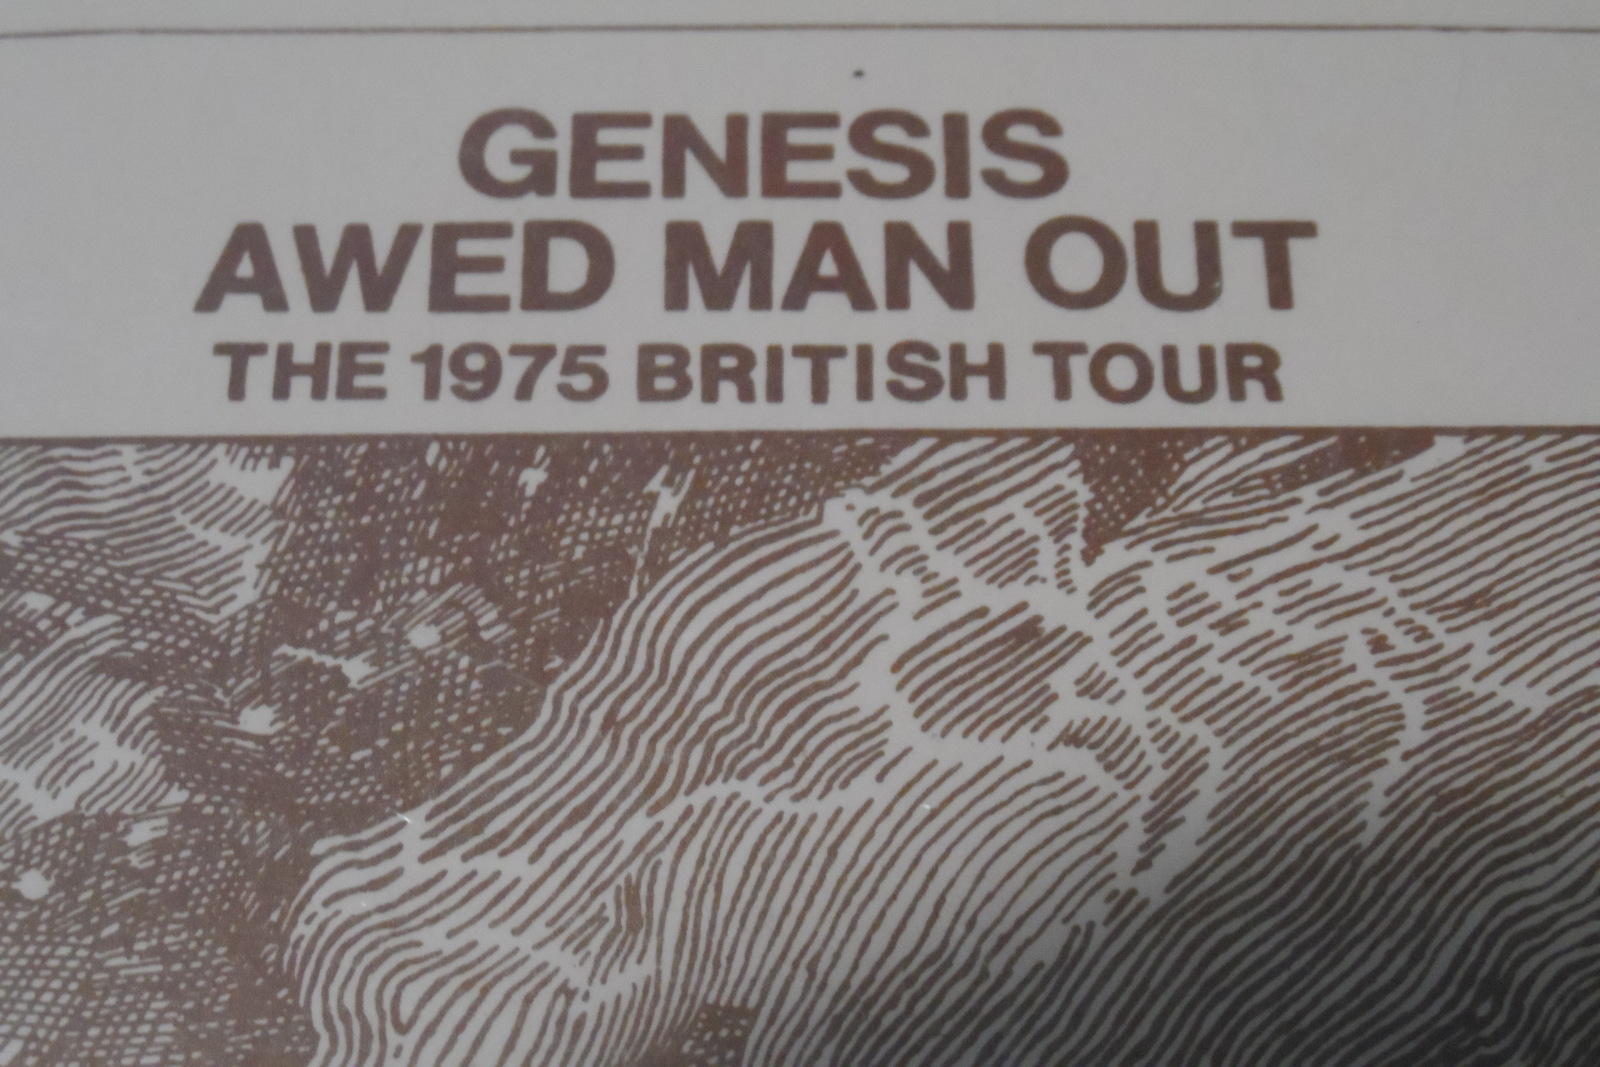 GENESIS
AWED MAN OUT
THE 1975 BRITISH TOUR